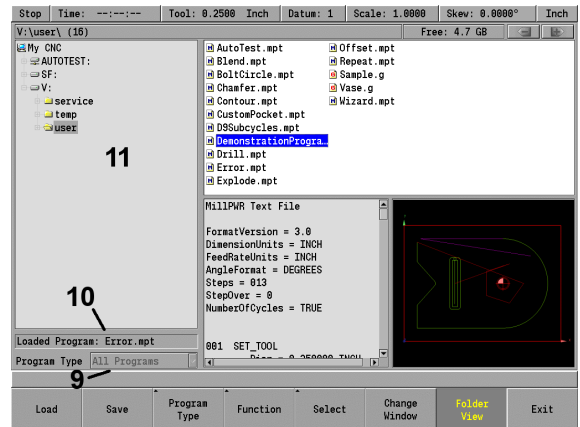 Stop Time: --:--:-- Tool: 0.2500 Inch Datum: 1 Scale: 1.0000 Skew: 0.0000° Inch
V:\user\ (16) Free: 4.7 GB
My CNC
AUTOTEST:
SF:
V:
service
temp
user
11
AutoTest.mpt
Blend.mpt
BoltCircle.mpt
Chamfer.mpt
Contour.mpt
CustomPocket.mpt
D9Subcycles.mpt
DemonstrationProgra…
Drill.mpt
Error.mpt
Explode.mpt
Offset.mpt
Repeat.mpt
Sample.g
Vase.g
Wizard.mpt
MillPWR Text File
FormatVersion = 3.0
DimensionUnits = INCH
FeedRateUnits = INCH
AngleFormat = DEGREES
Steps = 013
StepOver = 0
NumberOfCycles = TRUE
001 SET_TOOL
10
Loaded Program: Error.mpt
Program Type All Programs
9
Load Save Program Type Function Select Change Window Folder View Exit